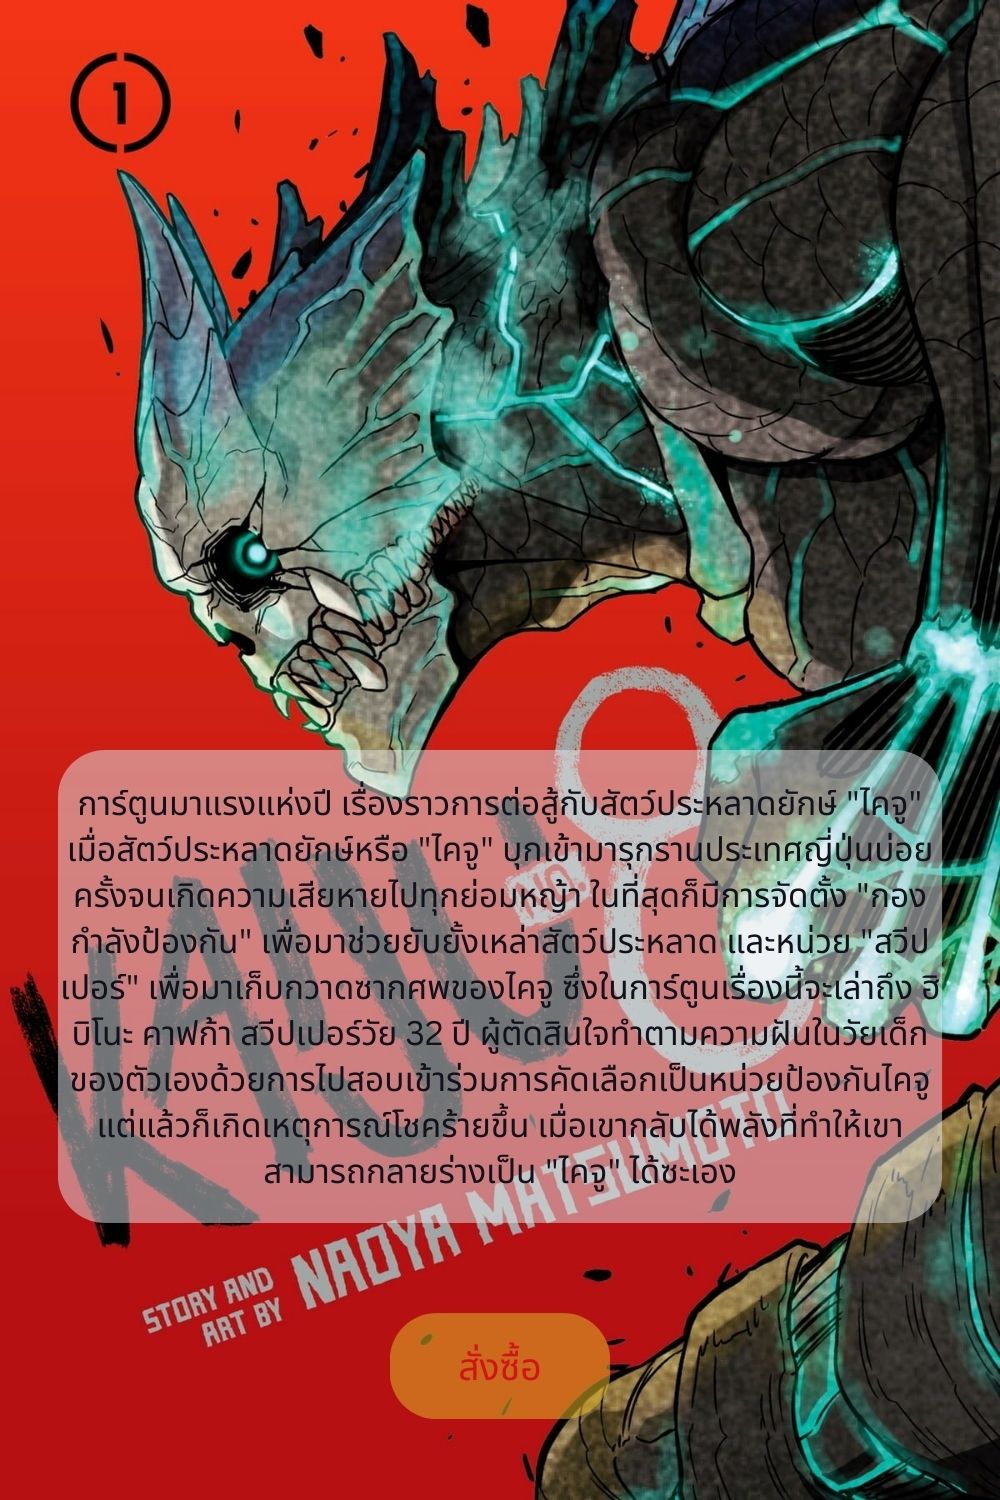 1
การ์ตูนมาแรงแห่งปี เรื่องราวการต่อสู้กับสัตว์ประหลาดยักษ์ "ไคจู"
เมื่อสัตว์ประหลาดยักษ์หรือ "ไคจู" บุกเข้ามารุกรานประเทศญี่ปุ่นบ่อย
ครั้งจนเกิดความเสียหายไปทุกย่อมหญ้า ในที่สุดก็มีการจัดตั้ง "กอง
กำลังป้องกัน" เพื่อมาช่วยยับยั้งเหล่าสัตว์ประหลาด และหน่วย "สวีป
เปอร์" เพื่อมาเก็บกวาดซากศพของไคจู ซึ่งในการ์ตูนเรื่องนี้จะเล่าถึง ฮิ
บิโนะ คาฟก้า สวีปเปอร์วัย 32 ปี ผู้ตัดสินใจทำตามความฝันในวัยเด็ก
ของตัวเองด้วยการไปสอบเข้าร่วมการคัดเลือกเป็นหน่วยป้องกันไคจู
แต่แล้วก็เกิดเหตุการณ์โชคร้ายขึ้น เมื่อเขากลับได้พลังที่ทำให้เขา
สามารถกลายร่างเป็น "ไคจู" ได้ซะเอง
KAIJU NO. 8
STORY AND
ART BY NAOYA MATSUMOTO
สั่งซื้อ